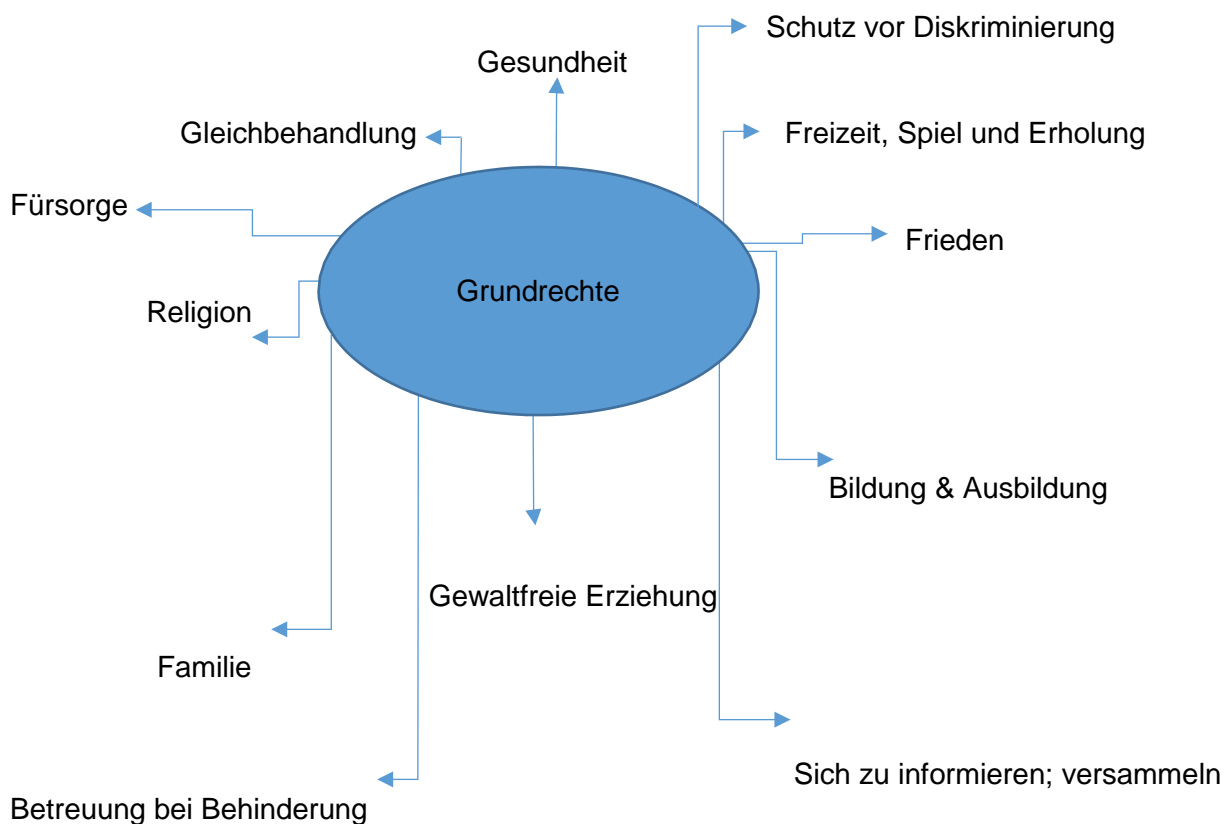 Schutz vor Diskriminierung
Gesundheit
Gleichbehandlung
Freizeit, Spiel und Erholung
Fürsorge
Frieden
Grundrechte
Religion
Bildung & Ausbildung
Gewaltfreie Erziehung
Familie
Sich zu informieren; versammeln
Betreuung bei Behinderung